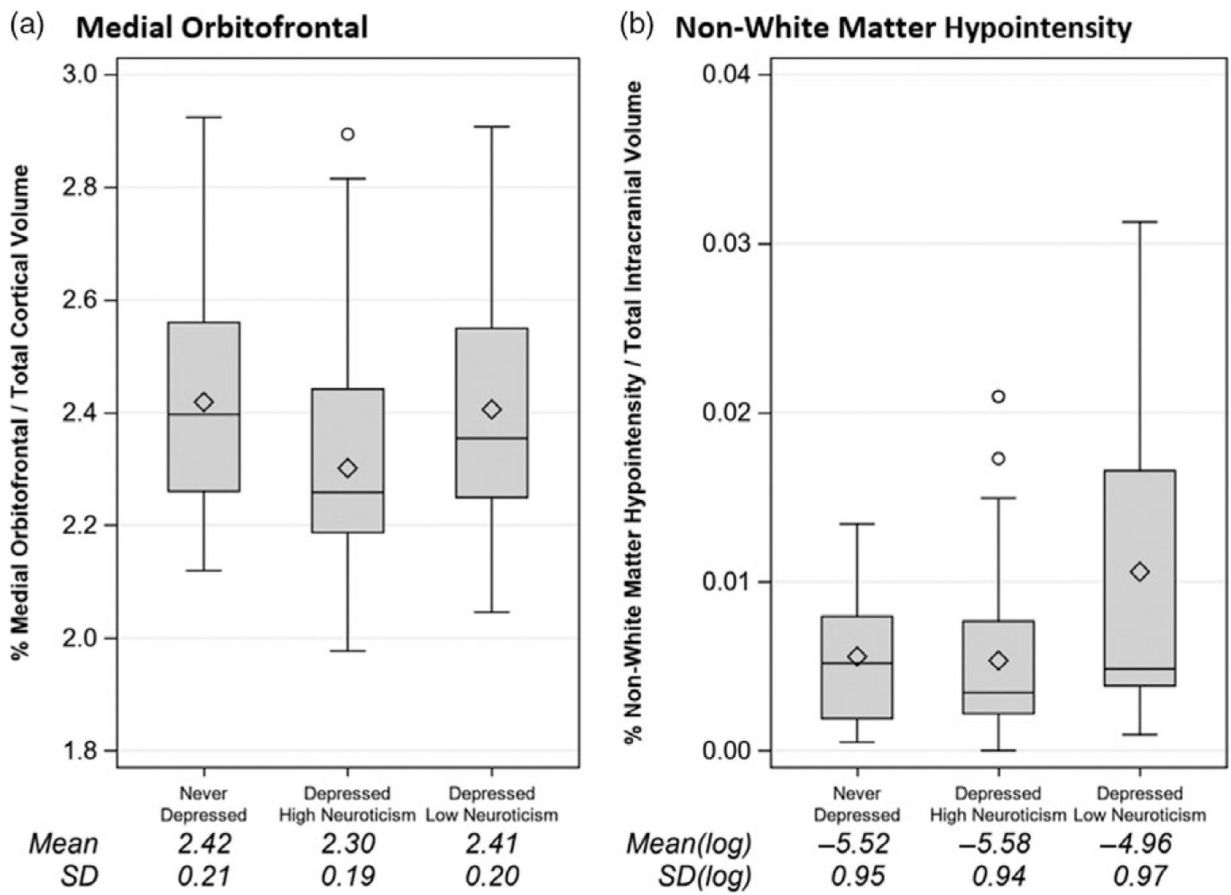 (a) Medial Orbitofrontal
% Medial Orbitofrontal / Total Cortical Volume
3.0
2.8
2.6
2.4
2.2
2.0
1.8
Never Depressed High Neuroticism Depressed Low Neuroticism
Depressed
Mean 2.42 2.30 2.41
SD 0.21 0.19 0.20
(b) Non-White Matter Hypointensity
% Non-White Matter Hypointensity / Total Intracranial Volume
0.04
0.03
0.02
0.01
0.00
Never Depressed Depressed
Depressed High Neuroticism Low Neuroticism
Mean(log) –5.52 –5.58 –4.96
SD(log) 0.95 0.94 0.97